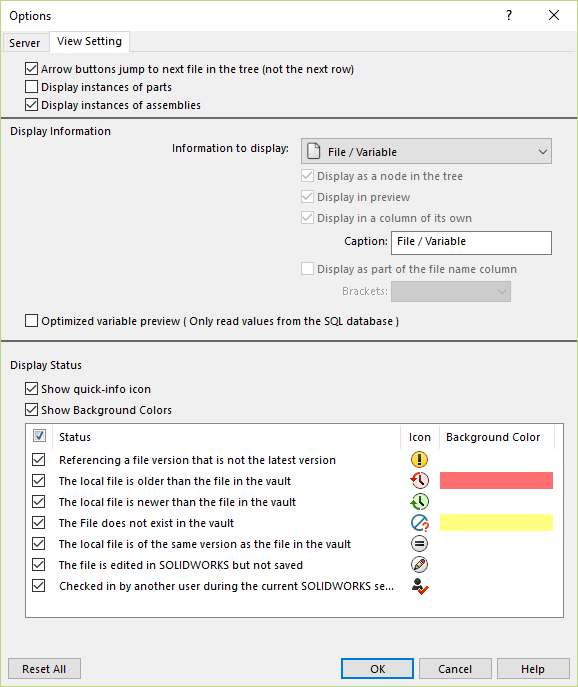 Options
?
Server View Setting
Arrow buttons jump to next file in the tree (not the next row)
Display instances of parts
Display instances of assemblies
Display Information
Information to display: File / Variable
Display as a node in the tree
Display in preview
Display in a column of its own
Caption: File / Variable
Display as part of the file name column
Brackets:
Optimized variable preview ( Only read values from the SQL database )
Display Status
Show quick-info icon
Show Background Colors
Status Icon Background Color
Referencing a file version that is not the latest version
The local file is older than the file in the vault
The local file is newer than the file in the vault
The File does not exist in the vault
The local file is of the same version as the file in the vault
The file is edited in SOLIDWORKS but not saved
Checked in by another user during the current SOLIDWORKS se...
Reset All OK Cancel Help